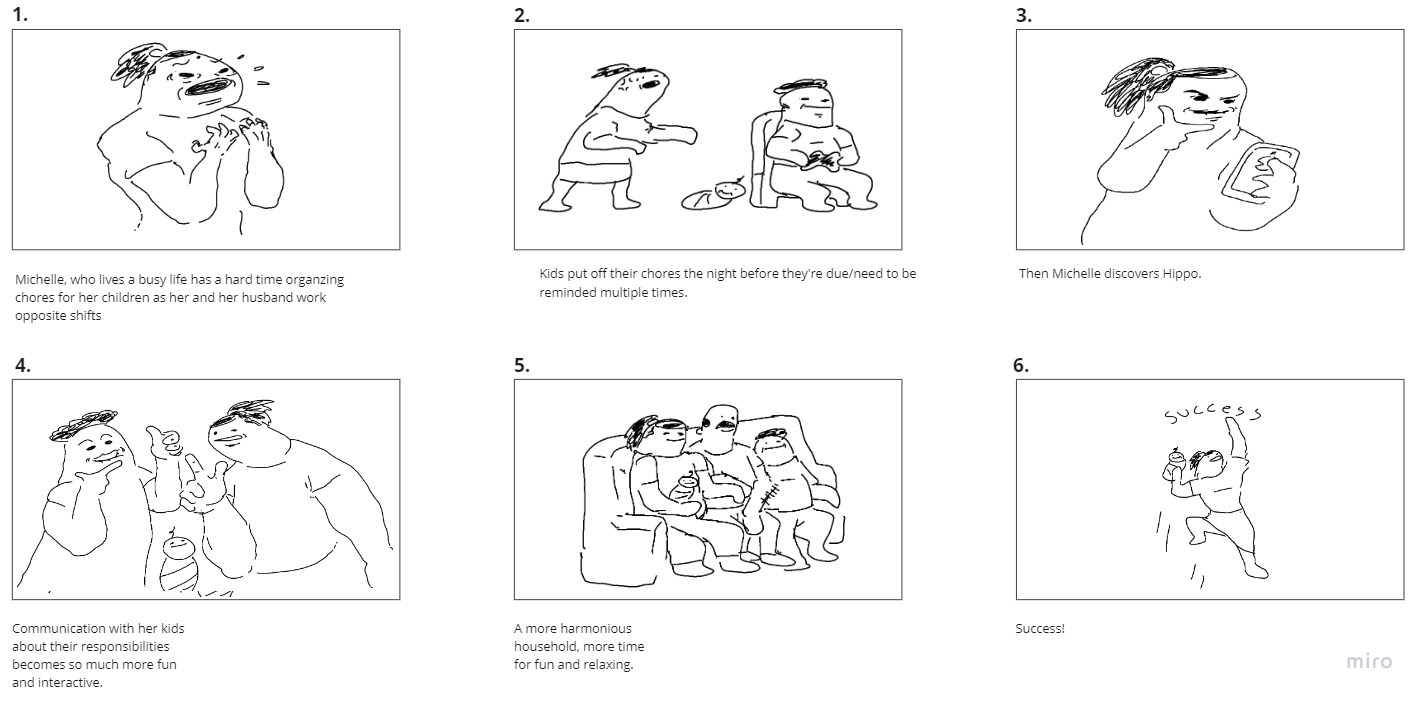 1.
2.
3.
Michelle, who lives a busy life has a hard time organzing
chores for her children as her and her husband work
opposite shifts
Kids put off their chores the night before they're due/need to be
reminded multiple times.
Then Michelle discovers Hippo.
4.
5.
6.
SUCCESS
Communication with her kids
about their responsibilities
becomes so much more fun
and interactive.
A more harmonious
household, more time
for fun and relaxing.
Success!
miro